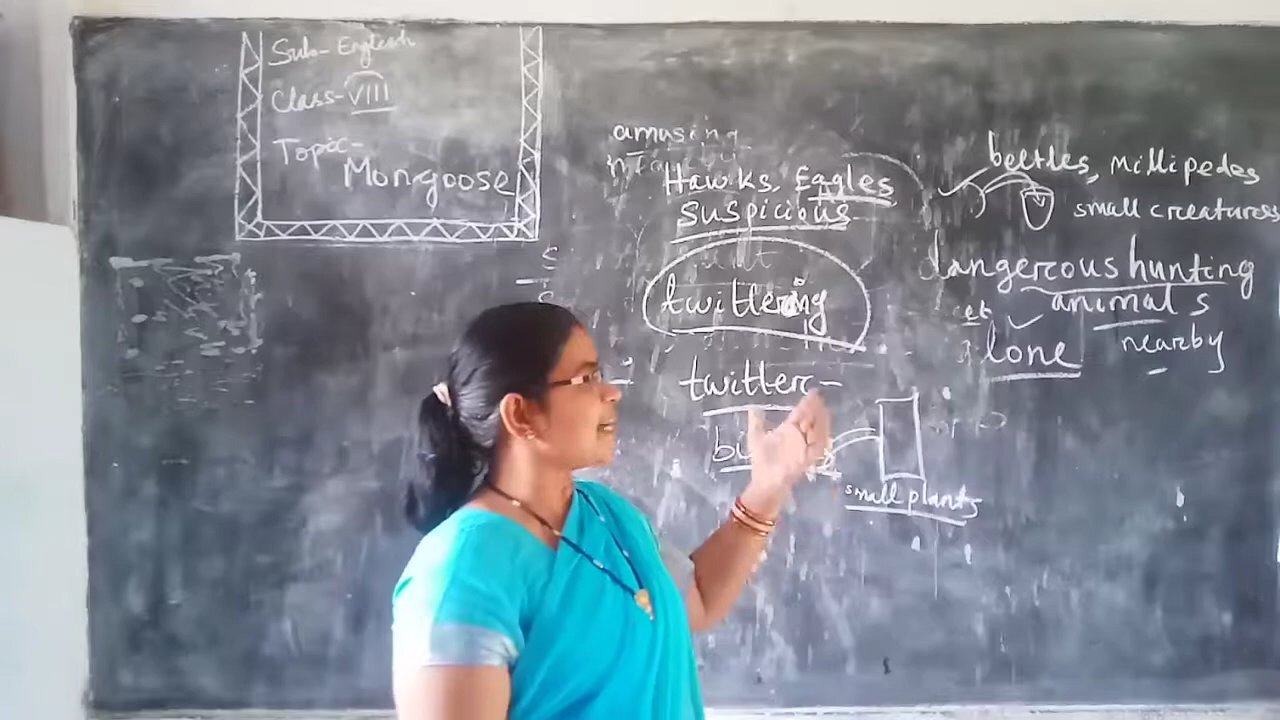 Sub- English
Class- VIII
Topic-
Mongoose
amusing
Hawks, Eagles
suspicious
twittering
twitter-
small plants
beetles, Millipedes
small creatures
dangerous hunting
animals
alone nearby